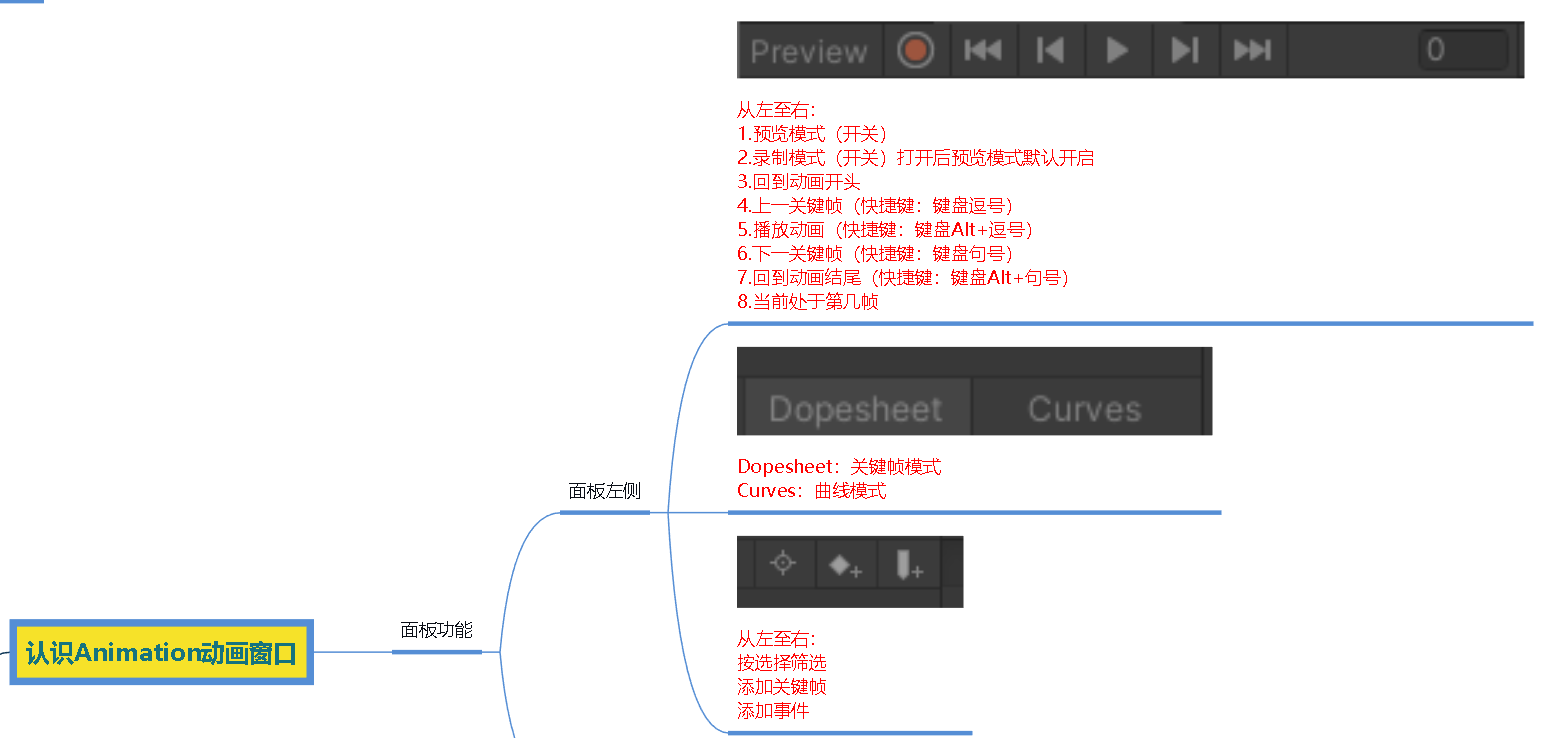 Preview
0
从左至右：
1.预览模式（开关）
2.录制模式（开关）打开后预览模式默认开启
3.回到动画开头
4.上一关键帧（快捷键：键盘逗号）
5.播放动画（快捷键：键盘Alt+逗号）
6.下一关键帧（快捷键：键盘句号）
7.回到动画结尾（快捷键：键盘Alt+句号）
8.当前处于第几帧
Dopesheet Curves
Dopesheet：关键帧模式
Curves：曲线模式
面板左侧
从左至右：
按选择筛选
添加关键帧
添加事件
面板功能
认识Animation动画窗口